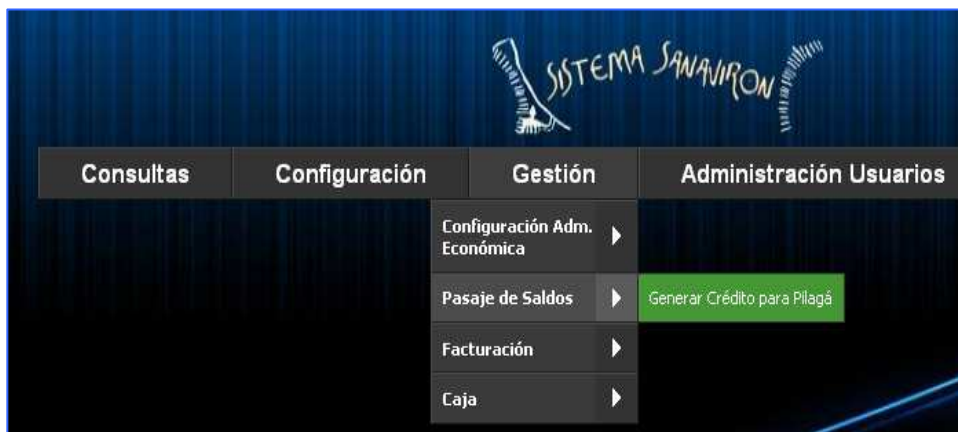 SISTEMA SANAVIRON
Consultas
Configuración
Gestión
Administración Usuarios
Configuración Adm.
Económica
Pasaje de Saldos
Generar Crédito para Pilagá
Facturación
Caja